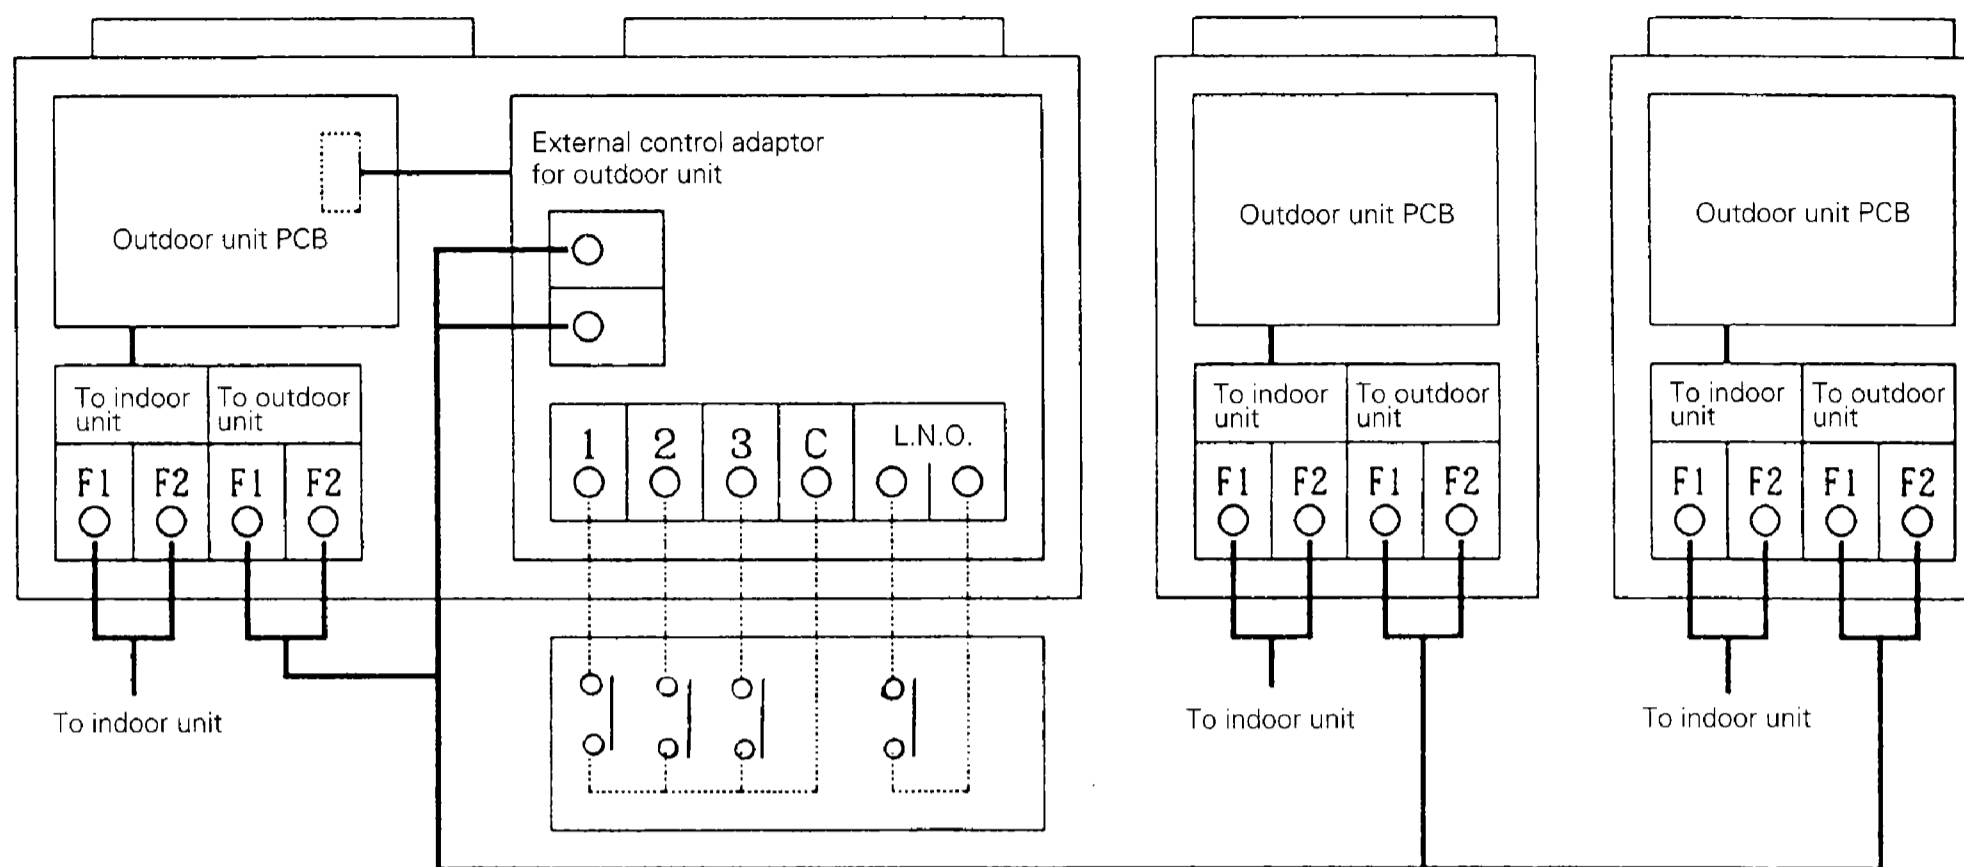 External control adaptor
for outdoor unit
Outdoor unit PCB
To indoor
unit
To outdoor
unit
F1 F2 F1 F2
1 2 3 C L.N.O.
To indoor unit
Outdoor unit PCB
To indoor
unit
To outdoor
unit
F1 F2 F1 F2
To indoor unit
Outdoor unit PCB
To indoor
unit
To outdoor
unit
F1 F2 F1 F2
To indoor unit